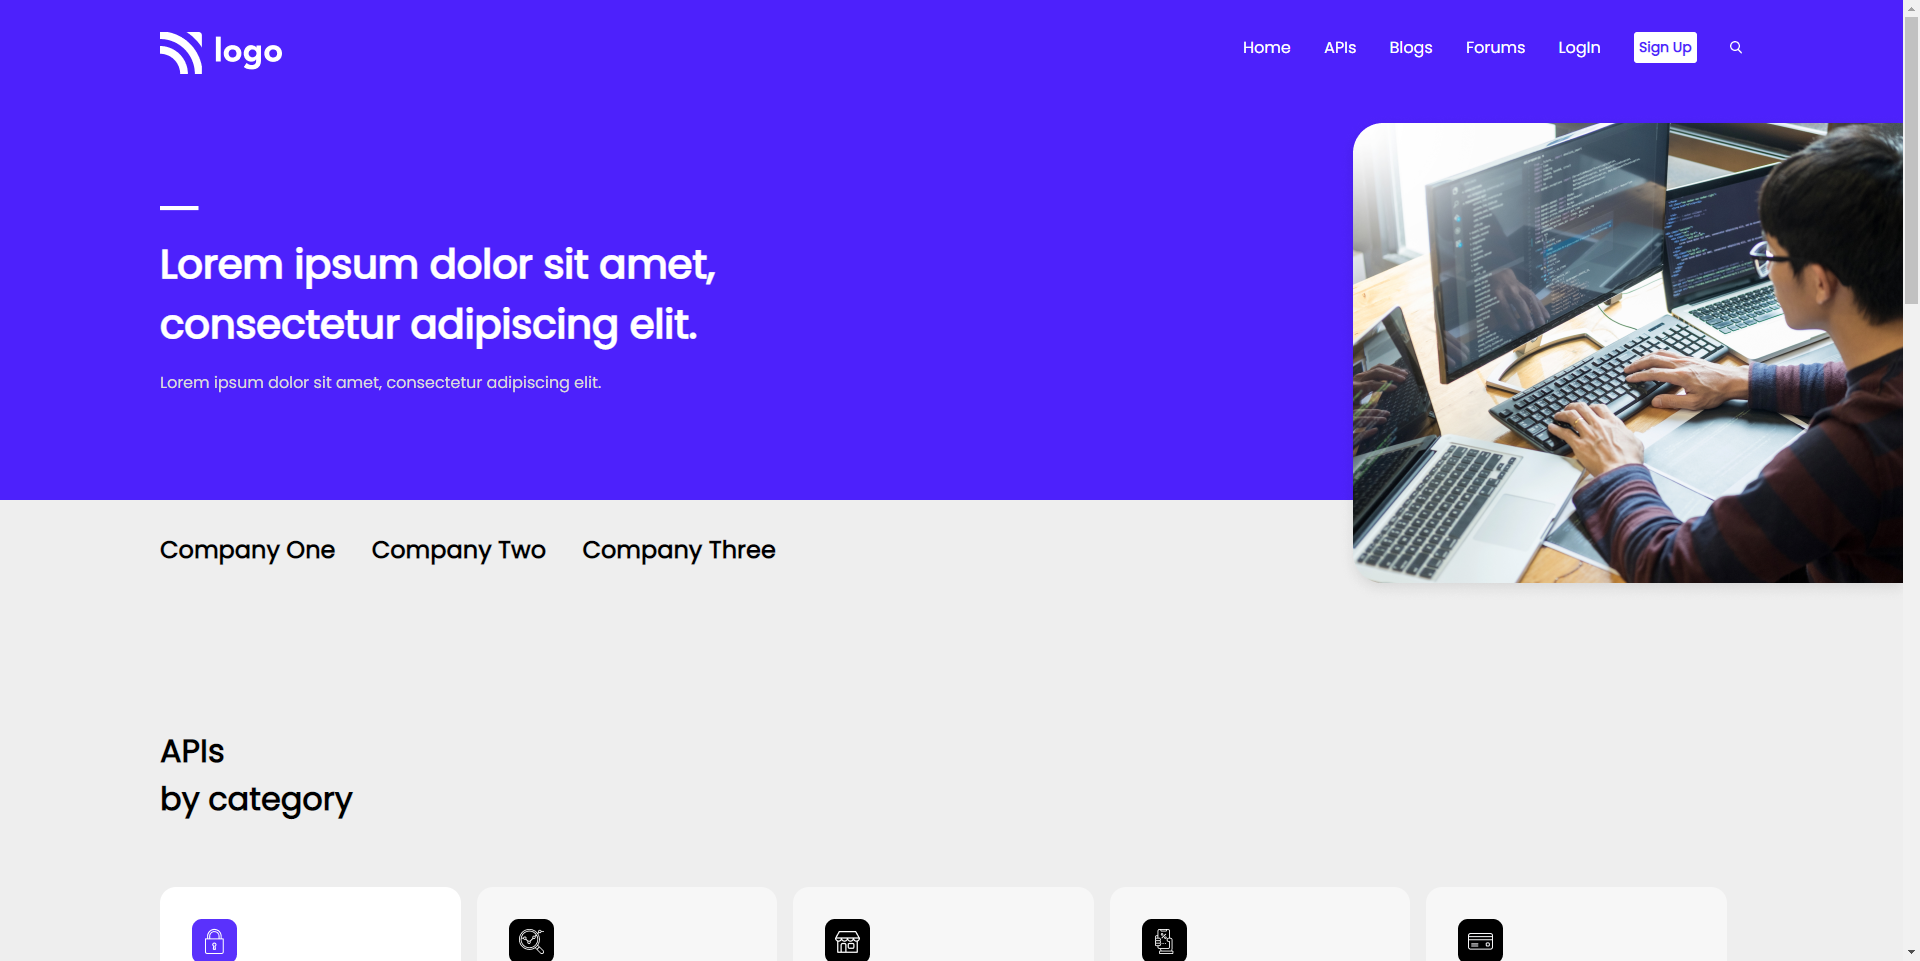 logo
Home APIs Blogs Forums LogIn Sign Up
Lorem ipsum dolor sit amet,
consectetur adipiscing elit.
Lorem ipsum dolor sit amet, consectetur adipiscing elit.
Company One Company Two Company Three
APIs
by category